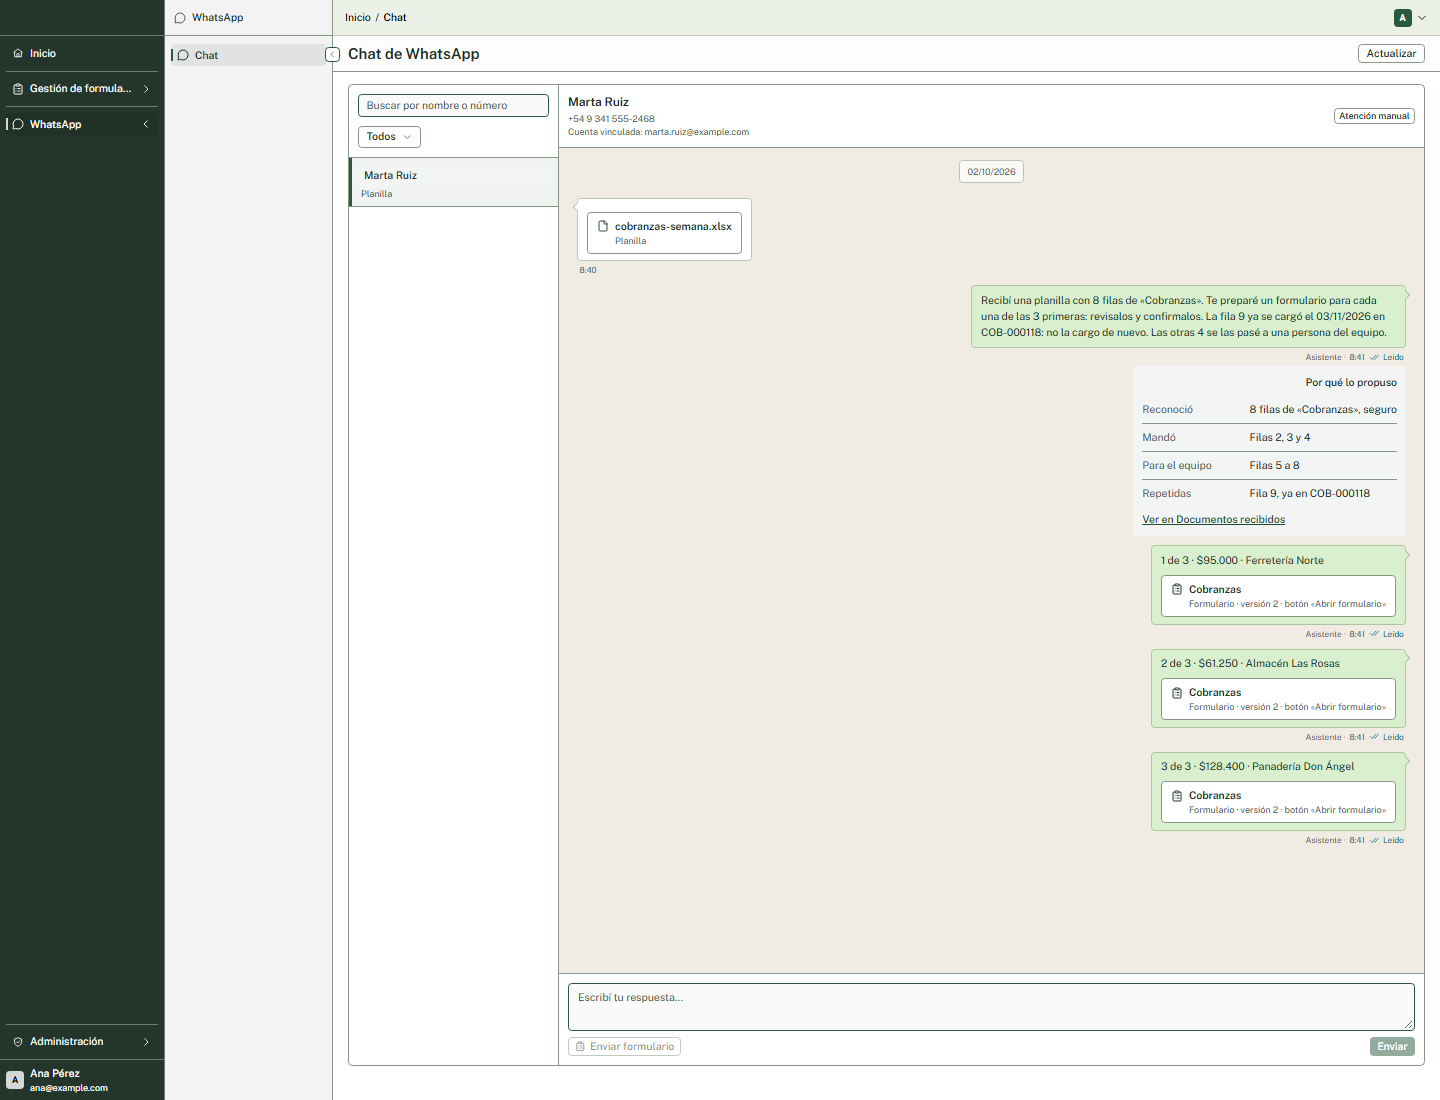 WhatsApp
Inicio / Chat
A
Inicio
Gestión de formula...
WhatsApp
Administración
A
Ana Pérez
ana@example.com
Chat
Chat de WhatsApp
Actualizar
Buscar por nombre o número
Todos
Marta Ruiz
Planilla
Marta Ruiz
+54 9 341 555-2468
Cuenta vinculada: marta.ruiz@example.com
Atención manual
02/10/2026
cobranzas-semana.xlsx
Planilla
8:40
Recibí una planilla con 8 filas de «Cobranzas». Te preparé un formulario para cada
una de las 3 primeras: revisalos y confirmalos. La fila 9 ya se cargó el 03/11/2026 en
COB-000118: no la cargo de nuevo. Las otras 4 se las pasé a una persona del equipo.
Asistente · 8:41 Leído
Por qué lo propuso
Reconoció 8 filas de «Cobranzas», seguro
Mandó Filas 2, 3 y 4
Para el equipo Filas 5 a 8
Repetidas Fila 9, ya en COB-000118
Ver en Documentos recibidos
1 de 3 · $95.000 · Ferretería Norte
Cobranzas
Formulario · versión 2 · botón «Abrir formulario»
Asistente · 8:41 Leído
2 de 3 · $61.250 · Almacén Las Rosas
Cobranzas
Formulario · versión 2 · botón «Abrir formulario»
Asistente · 8:41 Leído
3 de 3 · $128.400 · Panadería Don Ángel
Cobranzas
Formulario · versión 2 · botón «Abrir formulario»
Asistente · 8:41 Leído
Escribí tu respuesta...
Enviar formulario
Enviar